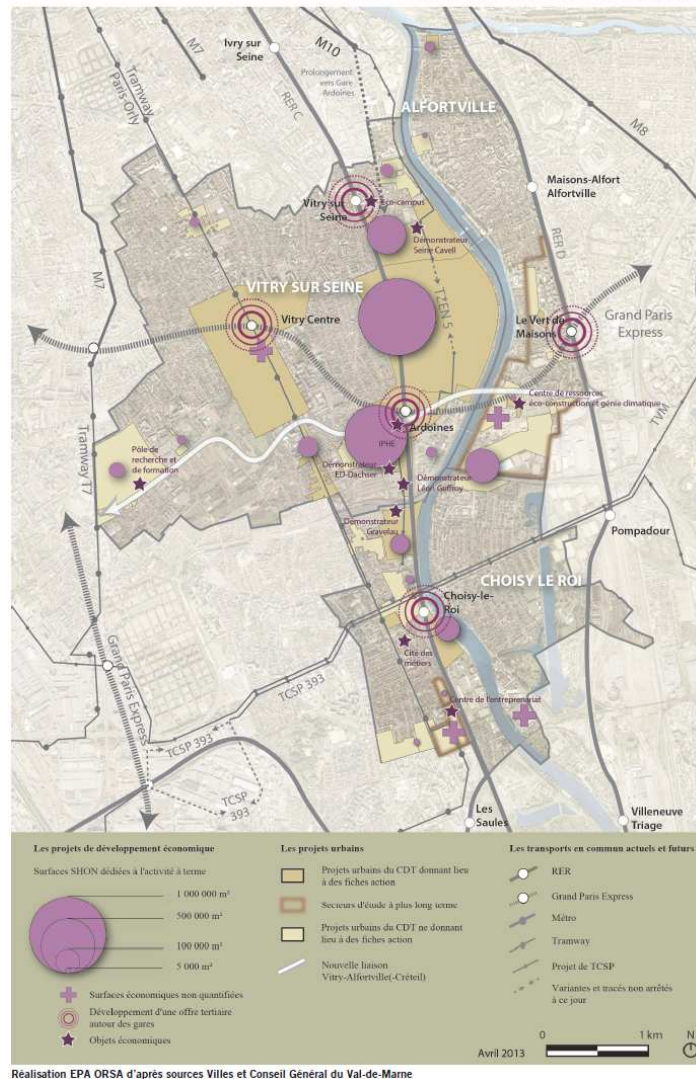 Ivry sur
Seine
M7
M10
Prolongement
vers Gare
Ardoines
Tramway
Paris-Orly
RER C
ALFORTVILLE
M8
Maisons-Alfort
Alfortville
RER D
Vitry sur
Seine
Eco-campus
Démonstrateur
Seine Cavell
M7
VITRY SUR SEINE
TZEN 5
Vitry Centre
Le Vert de
Maisons
Grand Paris
Express
Centre de ressources
éco-construction et génie climatique
Ardoines
IPHE
TVM
Tramway T7
Pôle de
recherche et
de formation
Démonstrateur
ED-Dachser
Démonstrateur
Léon Geffroy
Démonstrateur
Gravelau
Pompadour
CHOISY LE ROI
Choisy-le-
Roi
Cité des
métiers
Grand Paris Express
TCSP 393
Centre de l'entreprenariat
TCSP 393
TCSP
393
Les
Saules
Villeneuve
Triage
Les projets de développement économique
Surfaces SHON dédiées à l'activité à terme
1 000 000 m²
500 000 m²
100 000 m²
5 000 m²
Surfaces économiques non quantifiées
Développement d'une offre tertiaire
autour des gares
Objets économiques
Les projets urbains
Projets urbains du CDT donnant lieu
à des fiches action
Secteurs d'étude à plus long terme
Projets urbains du CDT ne donnant
lieu à des fiches action
Nouvelle liaison
Vitry-Alfortville(-Créteil)
Les transports en commun actuels et futurs
RER
Grand Paris Express
Métro
Tramway
Projet de TCSP
Variantes et tracés non arrêtés
à ce jour
Avril 2013
0 1 km
N
Réalisation EPA ORSA d'après sources Villes et Conseil Général du Val-de-Marne